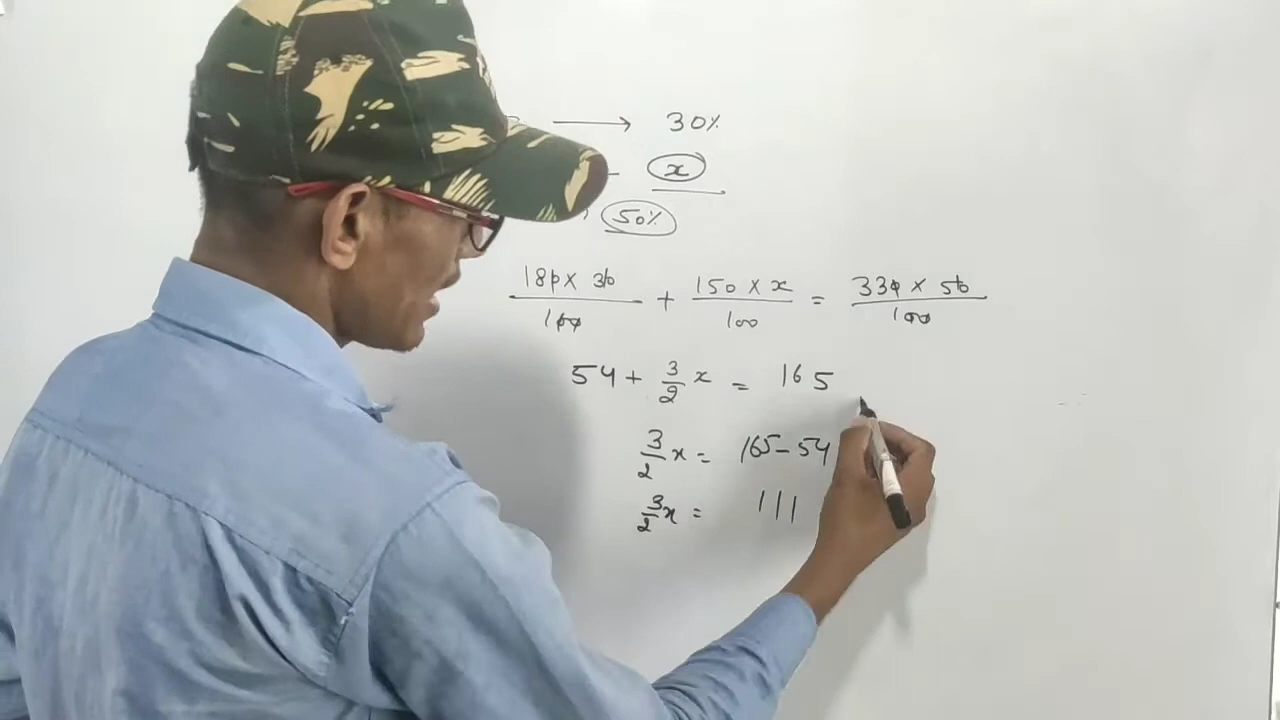 → 30%
x
50%
180 x 30/100 + 150 x x/100 = 330 x 50/100
54 + 3/2 x = 165
3/2 x = 165 - 54
3/2 x = 111